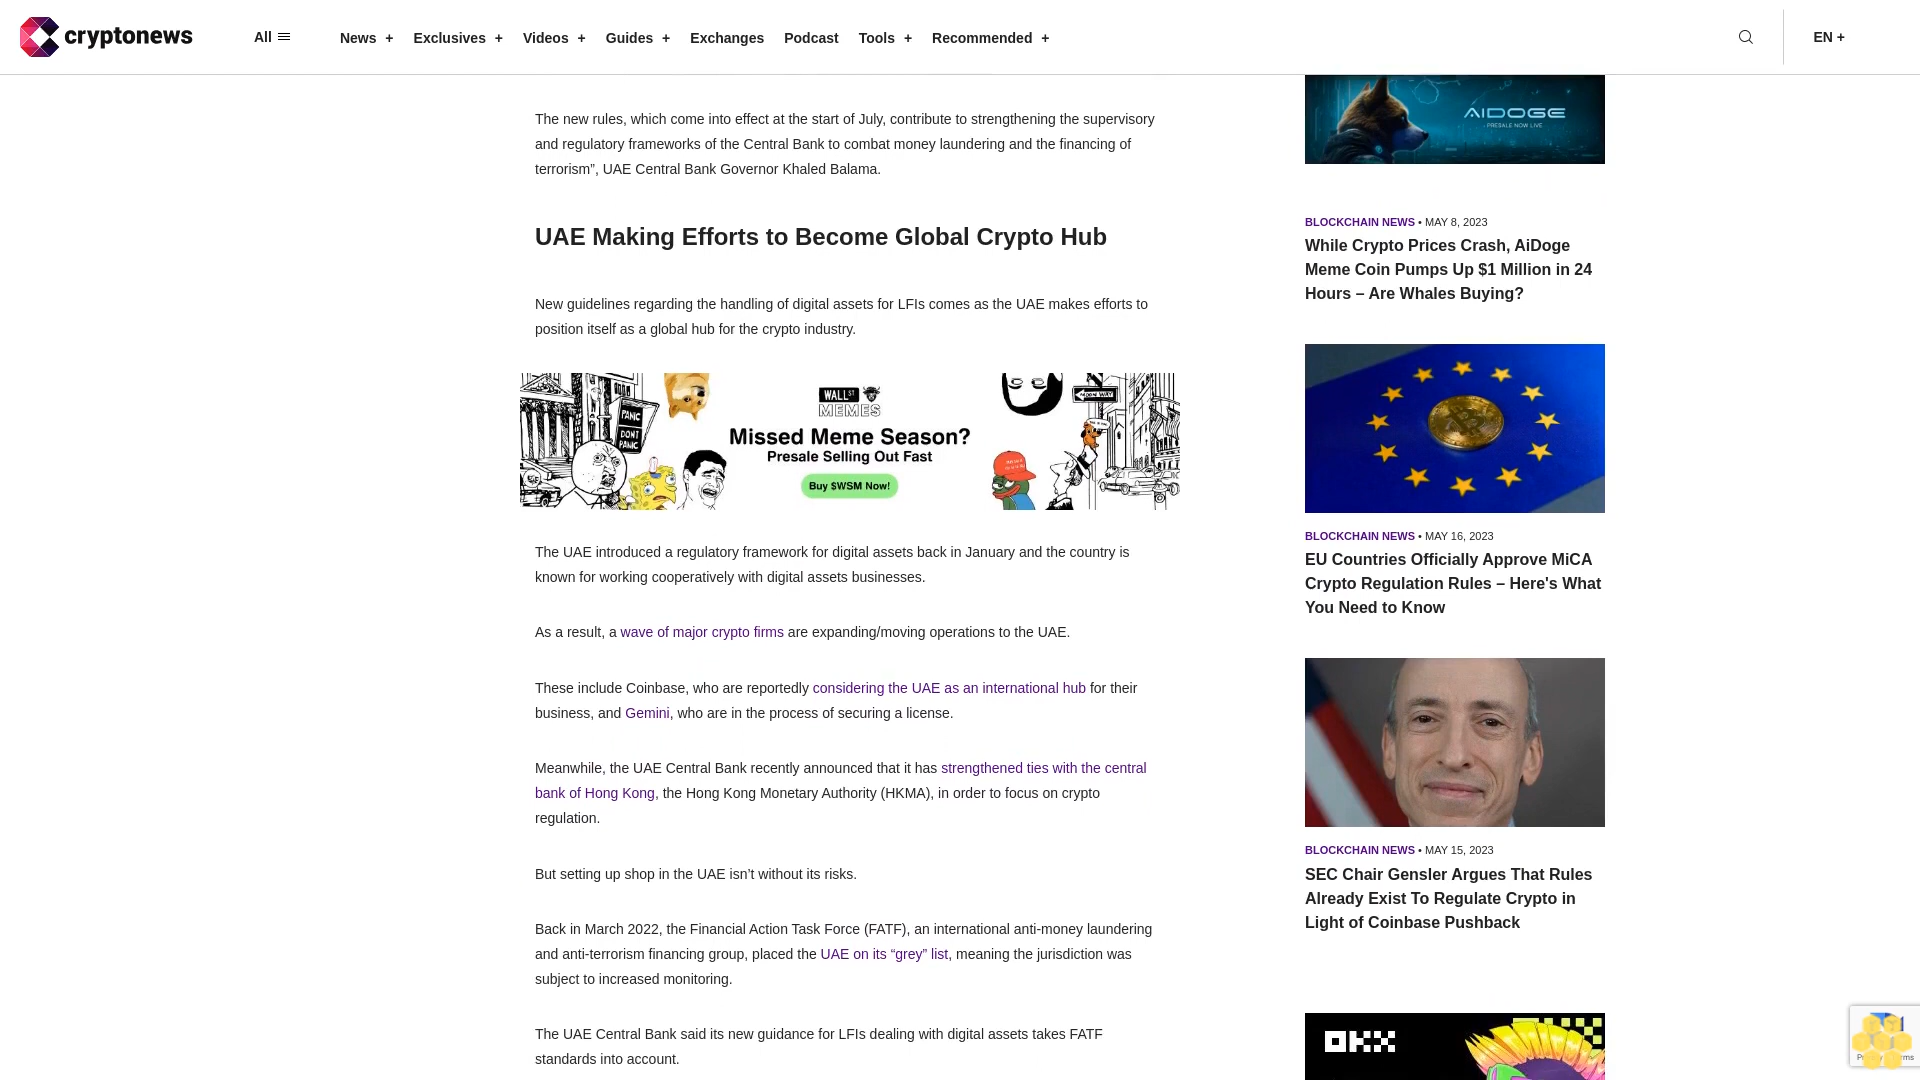 cryptonews
All
News +
Exclusives +
Videos +
Guides +
Exchanges
Podcast
Tools +
Recommended +
EN +
The new rules, which come into effect at the start of July, contribute to strengthening the supervisory
and regulatory frameworks of the Central Bank to combat money laundering and the financing of
terrorism”, UAE Central Bank Governor Khaled Balama.
UAE Making Efforts to Become Global Crypto Hub
New guidelines regarding the handling of digital assets for LFIs comes as the UAE makes efforts to
position itself as a global hub for the crypto industry.
PANIC
DONT
PANIC
WALL ST
MEMES
Missed Meme Season?
Presale Selling Out Fast
Buy $WSM Now!
MOON WAY
The UAE introduced a regulatory framework for digital assets back in January and the country is
known for working cooperatively with digital assets businesses.
As a result, a wave of major crypto firms are expanding/moving operations to the UAE.
These include Coinbase, who are reportedly considering the UAE as an international hub for their
business, and Gemini, who are in the process of securing a license.
Meanwhile, the UAE Central Bank recently announced that it has strengthened ties with the central
bank of Hong Kong, the Hong Kong Monetary Authority (HKMA), in order to focus on crypto
regulation.
But setting up shop in the UAE isn’t without its risks.
Back in March 2022, the Financial Action Task Force (FATF), an international anti-money laundering
and anti-terrorism financing group, placed the UAE on its “grey” list, meaning the jurisdiction was
subject to increased monitoring.
The UAE Central Bank said its new guidance for LFIs dealing with digital assets takes FATF
standards into account.
AIDOGE
- PRESALE NOW LIVE
BLOCKCHAIN NEWS • MAY 8, 2023
While Crypto Prices Crash, AiDoge
Meme Coin Pumps Up $1 Million in 24
Hours – Are Whales Buying?
BLOCKCHAIN NEWS • MAY 16, 2023
EU Countries Officially Approve MiCA
Crypto Regulation Rules – Here's What
You Need to Know
BLOCKCHAIN NEWS • MAY 15, 2023
SEC Chair Gensler Argues That Rules
Already Exist To Regulate Crypto in
Light of Coinbase Pushback
OKX